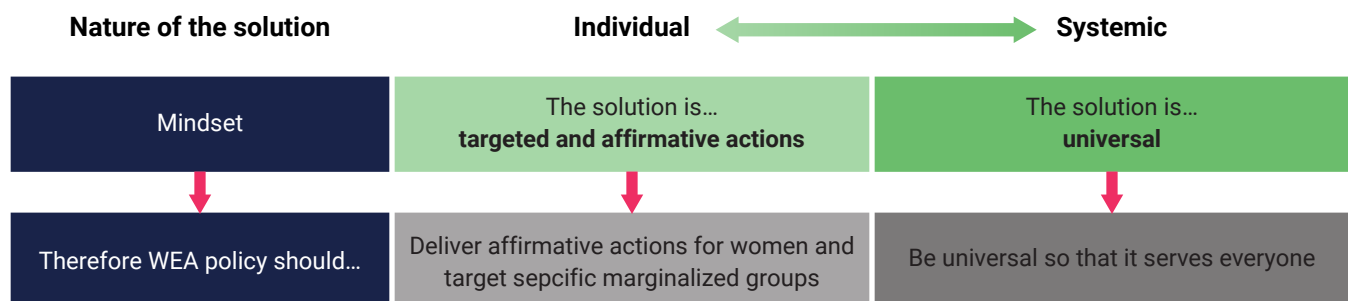 Nature of the solution
Individual
Systemic
Mindset
The solution is…
targeted and affirmative actions
The solution is…
universal
Therefore WEA policy should…
Deliver affirmative actions for women and
target sepcific marginalized groups
Be universal so that it serves everyone